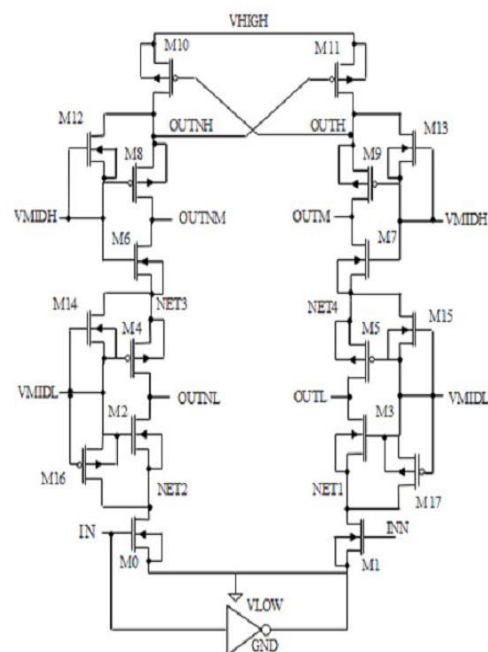 VHIGH
M10
M11
M12
M13
OUTNH
OUTH
M8
M9
VMIDH
VMIDH
OUTNM
OUTM
M6
M7
NET3
NET4
M14
M15
M4
M5
VMIDL
VMIDL
OUTNL
OUTL
M2
M3
M16
M17
NET2
NET1
IN
INN
M0
M1
VLOW
GND